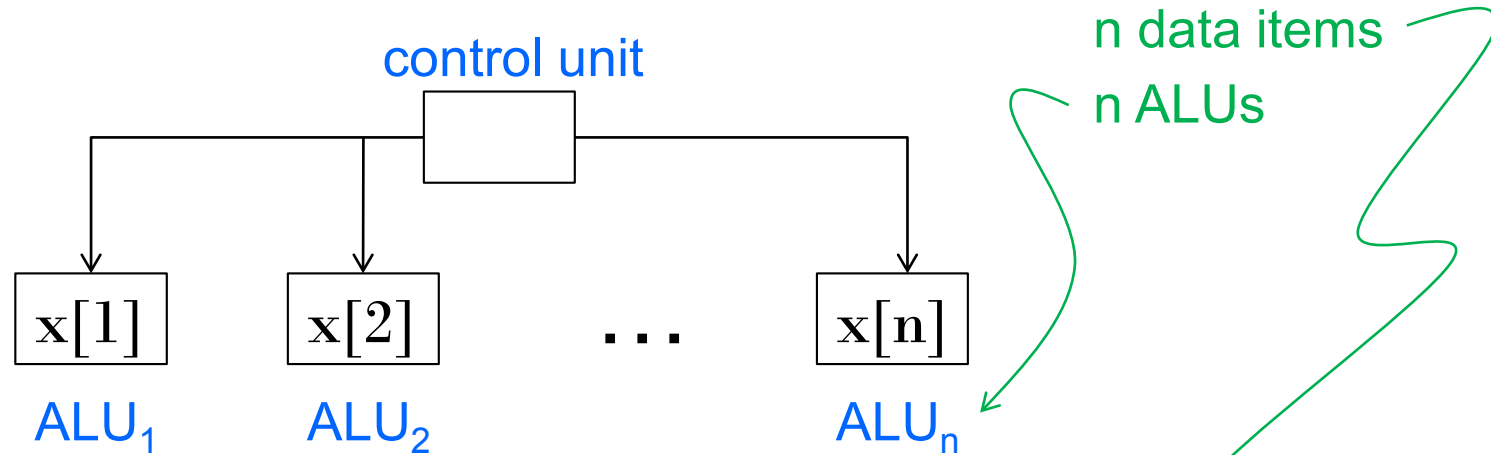 n data items
control unit
n ALUs
x[1] x[2] ... x[n]
ALU₁ ALU₂ ALUₙ